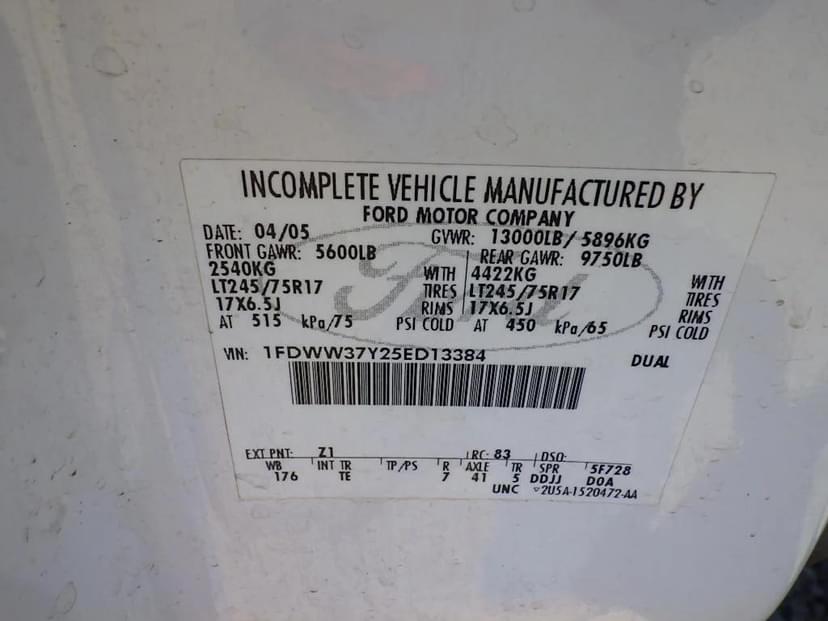 INCOMPLETE VEHICLE MANUFACTURED BY
FORD MOTOR COMPANY
DATE: 04/05 GVWR: 13000LB/ 5896KG
FRONT GAWR: 5600LB REAR GAWR: 9750LB
2540KG WITH 4422KG WITH
LT245/75R17 TIRES LT245/75R17 TIRES
17X6.5J RIMS 17X6.5J RIMS
AT 515 kPa/75 PSI COLD AT 450 kPa/65 PSI COLD
VIN: 1FDWW37Y25ED13384 DUAL
Ford
EXT PNT: Z1 RC: 83 DSO:
WB INT TR TP/PS R AXLE TR SPR 5F728
176 TE 7 41 5 DDJJ DOA
UNC 2U5A-1520472-AA